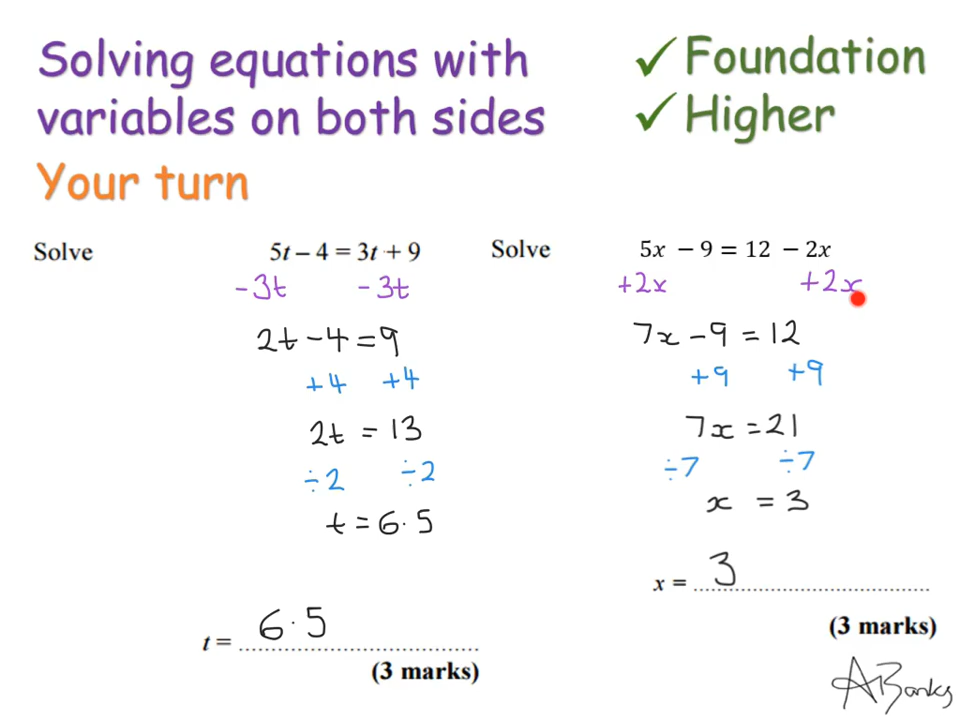 Solving equations with
variables on both sides
Your turn
✓ Foundation
✓ Higher
Solve 5t – 4 = 3t + 9
-3t -3t
2t - 4 = 9
+4 +4
2t = 13
÷2 ÷2
t = 6·5
t = 6·5
(3 marks)
Solve 5x − 9 = 12 − 2x
+2x +2x
7x - 9 = 12
+9 +9
7x = 21
÷7 ÷7
x = 3
x = 3
(3 marks)
ABanks